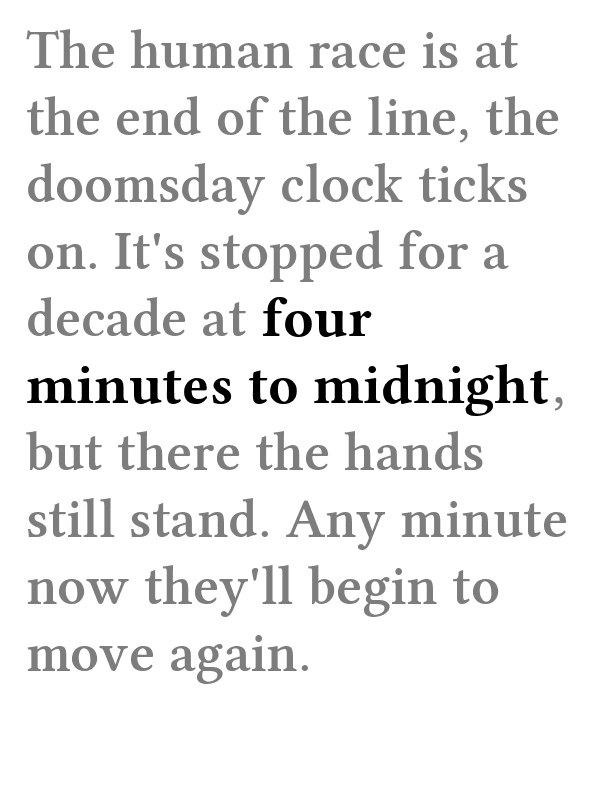 The human race is at
the end of the line, the
doomsday clock ticks
on. It's stopped for a
decade at four
minutes to midnight,
but there the hands
still stand. Any minute
now they'll begin to
move again.